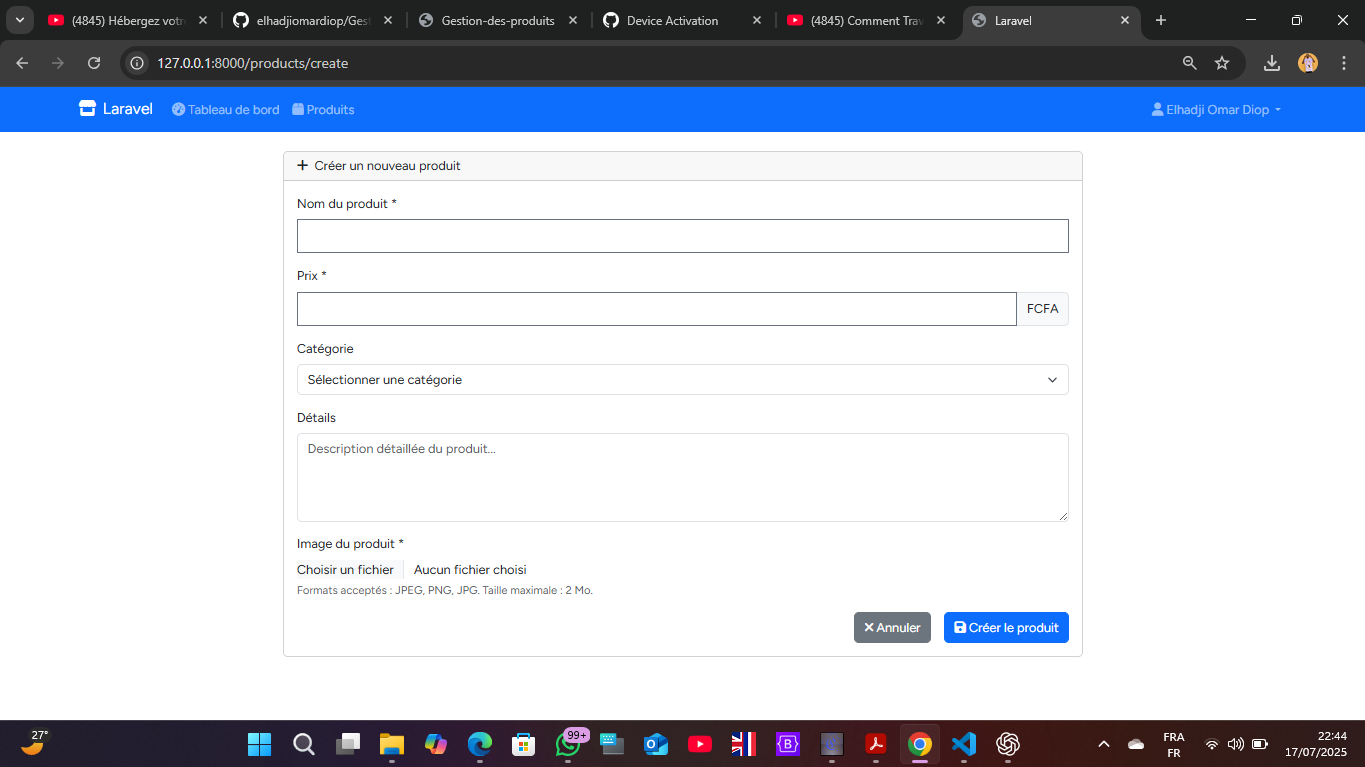 (4845) Hébergez votr
elhadjiomardiop/Gest
Gestion-des-produits
Device Activation
(4845) Comment Trav
Laravel
127.0.0.1:8000/products/create
Laravel
Tableau de bord
Produits
Elhadji Omar Diop
Créer un nouveau produit
Nom du produit *
Prix *
FCFA
Catégorie
Sélectionner une catégorie
Détails
Description détaillée du produit...
Image du produit *
Choisir un fichier
Aucun fichier choisi
Formats acceptés : JPEG, PNG, JPG. Taille maximale : 2 Mo.
Annuler
Créer le produit
27°
99+
FRA
FR
22:44
17/07/2025